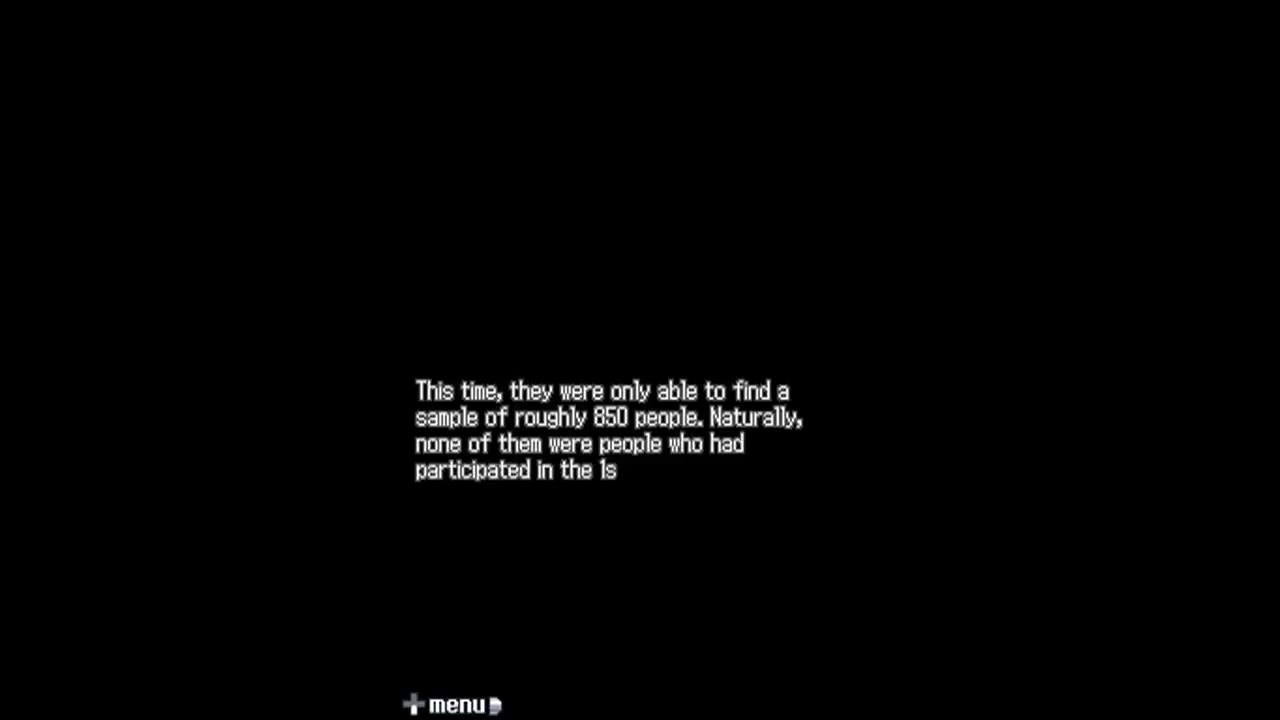 This time, they were only able to find a
sample of roughly 850 people. Naturally,
none of them were people who had
participated in the 1s
menu